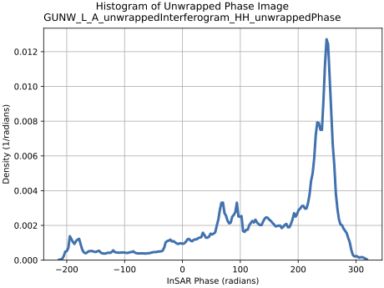 Histogram of Unwrapped Phase Image
GUNW_L_A_unwrappedInterferogram_HH_unwrappedPhase
0.012
0.010
0.008
0.006
0.004
0.002
0.000
Density (1/radians)
−200 −100 0 100 200 300
InSAR Phase (radians)